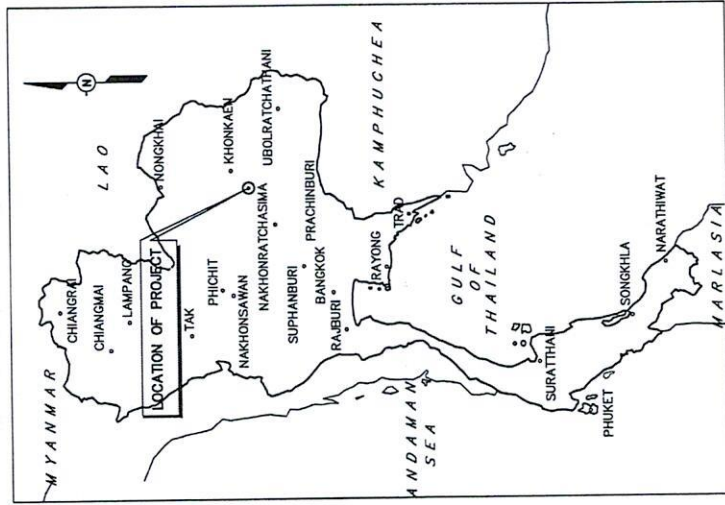 MYANMAR
LAO
N
CHIANGRAI
CHIANGMAI
LAMPANG
LOCATION OF PROJECT
NONGKHAI
TAK
PHICHIT
KHONKAEN
NAKHONSAWAN
UBOLRATCHATHANI
NAKHONRATCHASIMA
SUPHANBURI
PRACHINBURI
BANGKOK
RAJBURI
RAYONG
TRAD
KAMPHUCHEA
ANDAMAN
SEA
GULF
OF
THAILAND
SURATTHANI
PHUKET
SONGKHLA
NARATHIWAT
MARLASIA